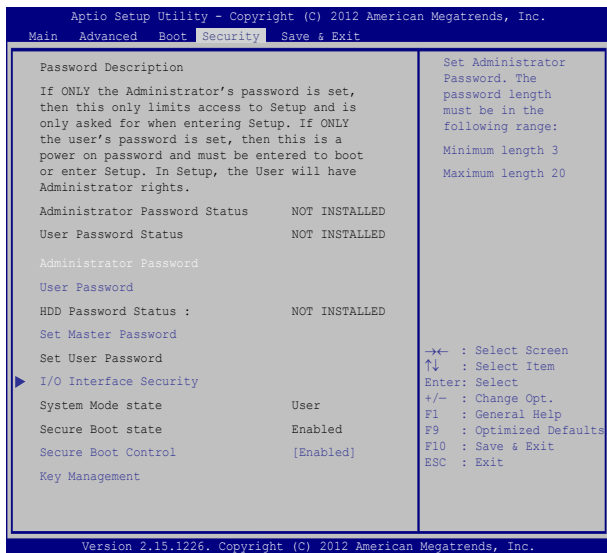 Aptio Setup Utility - Copyright (C) 2012 American Megatrends, Inc.
Main Advanced Boot Security Save & Exit
Password Description
If ONLY the Administrator's password is set,
then this only limits access to Setup and is
only asked for when entering Setup. If ONLY
the user's password is set, then this is a
power on password and must be entered to boot
or enter Setup. In Setup, the User will have
Administrator rights.
Administrator Password Status NOT INSTALLED
User Password Status NOT INSTALLED
Administrator Password
User Password
HDD Password Status : NOT INSTALLED
Set Master Password
Set User Password
I/O Interface Security
System Mode state User
Secure Boot state Enabled
Secure Boot Control [Enabled]
Key Management
Set Administrator
Password. The
password length
must be in the
following range:
Minimum length 3
Maximum length 20
→← : Select Screen
↑↓ : Select Item
Enter: Select
+/— : Change Opt.
F1 : General Help
F9 : Optimized Defaults
F10 : Save & Exit
ESC : Exit
Version 2.15.1226. Copyright (C) 2012 American Megatrends, Inc.